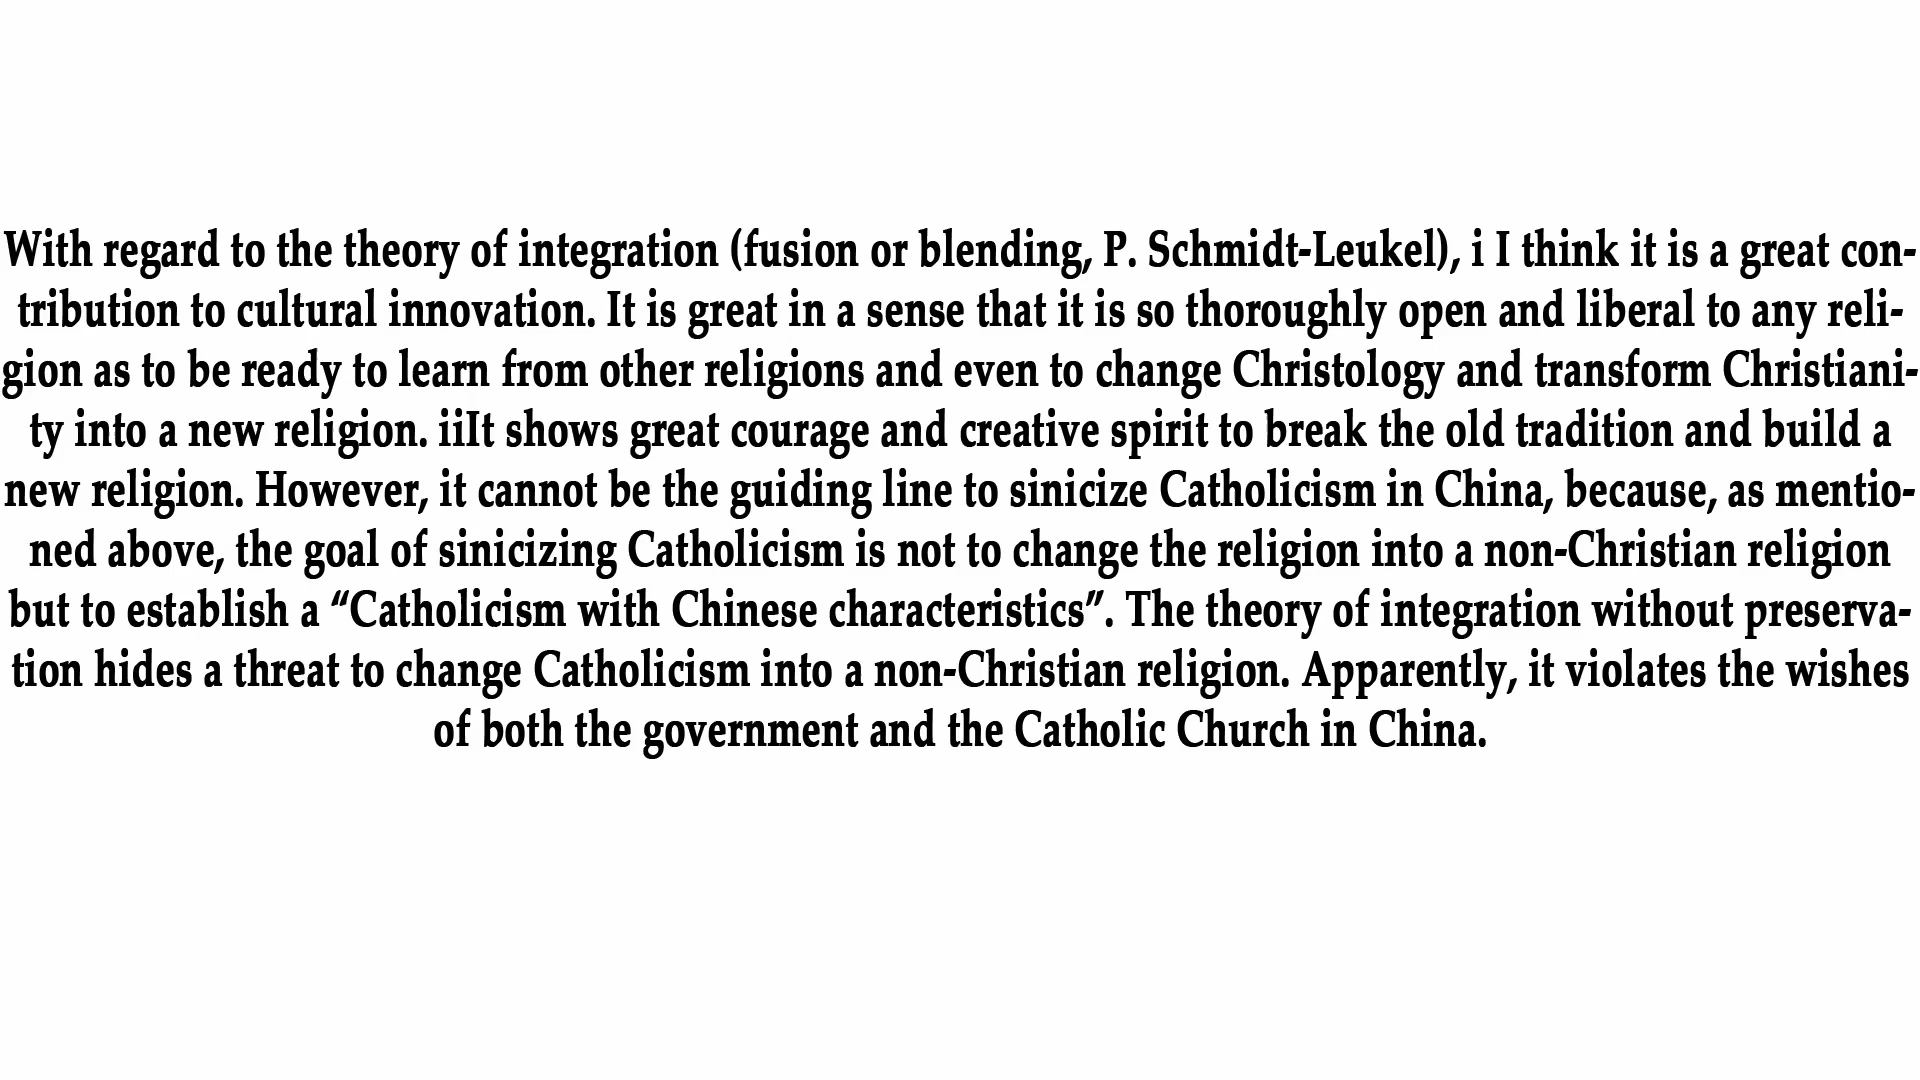 With regard to the theory of integration (fusion or blending, P. Schmidt-Leukel), i I think it is a great con-
tribution to cultural innovation. It is great in a sense that it is so thoroughly open and liberal to any reli-
gion as to be ready to learn from other religions and even to change Christology and transform Christiani-
ty into a new religion. iiIt shows great courage and creative spirit to break the old tradition and build a
new religion. However, it cannot be the guiding line to sinicize Catholicism in China, because, as mentio-
ned above, the goal of sinicizing Catholicism is not to change the religion into a non-Christian religion
but to establish a “Catholicism with Chinese characteristics”. The theory of integration without preserva-
tion hides a threat to change Catholicism into a non-Christian religion. Apparently, it violates the wishes
of both the government and the Catholic Church in China.